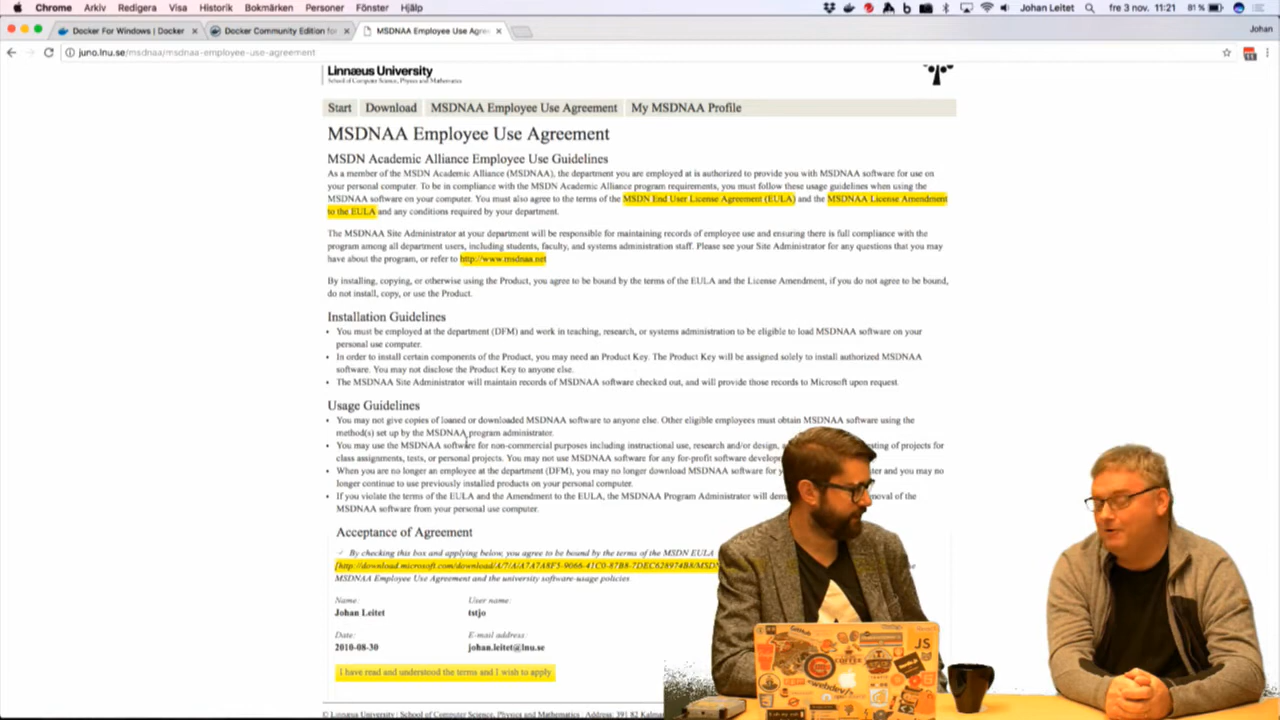 Chrome Arkiv Redigera Visa Historik Bokmärken Personer Fönster Hjälp Johan Leitet fre 3 nov. 11:21 81 %
Docker For Windows | Docker Docker Community Edition for MSDNAA Employee Use Agre Johan
juno.lnu.se/msdnaa/msdnaa-employee-use-agreement
Linnæus University
School of Computer Science, Physics and Mathematics
Start Download MSDNAA Employee Use Agreement My MSDNAA Profile
MSDNAA Employee Use Agreement
MSDN Academic Alliance Employee Use Guidelines
As a member of the MSDN Academic Alliance (MSDNAA), the department you are employed at is authorized to provide you with MSDNAA software for use on
your personal computer. To be in compliance with the MSDN Academic Alliance program requirements, you must follow these usage guidelines when using the
MSDNAA software on your computer. You must also agree to the terms of the MSDN End User License Agreement (EULA) and the MSDNAA License Amendment
to the EULA and any conditions required by your department.
The MSDNAA Site Administrator at your department will be responsible for maintaining records of employee use and ensuring there is full compliance with the
program among all department users, including students, faculty, and systems administration staff. Please see your Site Administrator for any questions that you may
have about the program, or refer to http://www.msdnaa.net
By installing, copying, or otherwise using the Product, you agree to be bound by the terms of the EULA and the License Amendment, if you do not agree to be bound,
do not install, copy, or use the Product.
Installation Guidelines
• You must be employed at the department (DFM) and work in teaching, research, or systems administration to be eligible to load MSDNAA software on your
personal use computer.
• In order to install certain components of the Product, you may need an Product Key. The Product Key will be assigned solely to install authorized MSDNAA
software. You may not disclose the Product Key to anyone else.
• The MSDNAA Site Administrator will maintain records of MSDNAA software checked out, and will provide those records to Microsoft upon request.
Usage Guidelines
• You may not give copies of loaned or downloaded MSDNAA software to anyone else. Other eligible employees must obtain MSDNAA software using the
method(s) set up by the MSDNAA program administrator.
• You may use the MSDNAA software for non-commercial purposes including instructional use, research and/or design, sting of projects for
class assignments, tests, or personal projects. You may not use MSDNAA software for any for-profit software develop
• When you are no longer an employee at the department (DFM), you may no longer download MSDNAA software for y ter and you may no
longer continue to use previously installed products on your personal computer.
• If you violate the terms of the EULA and the Amendment to the EULA, the MSDNAA Program Administrator will dem oval of the
MSDNAA software from your personal use computer.
Acceptance of Agreement
By checking this box and applying below, you agree to be bound by the terms of the MSDN EULA
MSDNAA Employee Use Agreement and the university software-usage policies
Name: User name:
Johan Leitet tstjo
Date: E-mail address:
2010-08-30 johan.leitet@lnu.se
I have read and understood the terms and I wish to apply
© Linnæus University | School of Computer Science, Physics and Mathematics | Address: 391 82 Kalmar
GitHub
JS
COFFEE
webdev/>